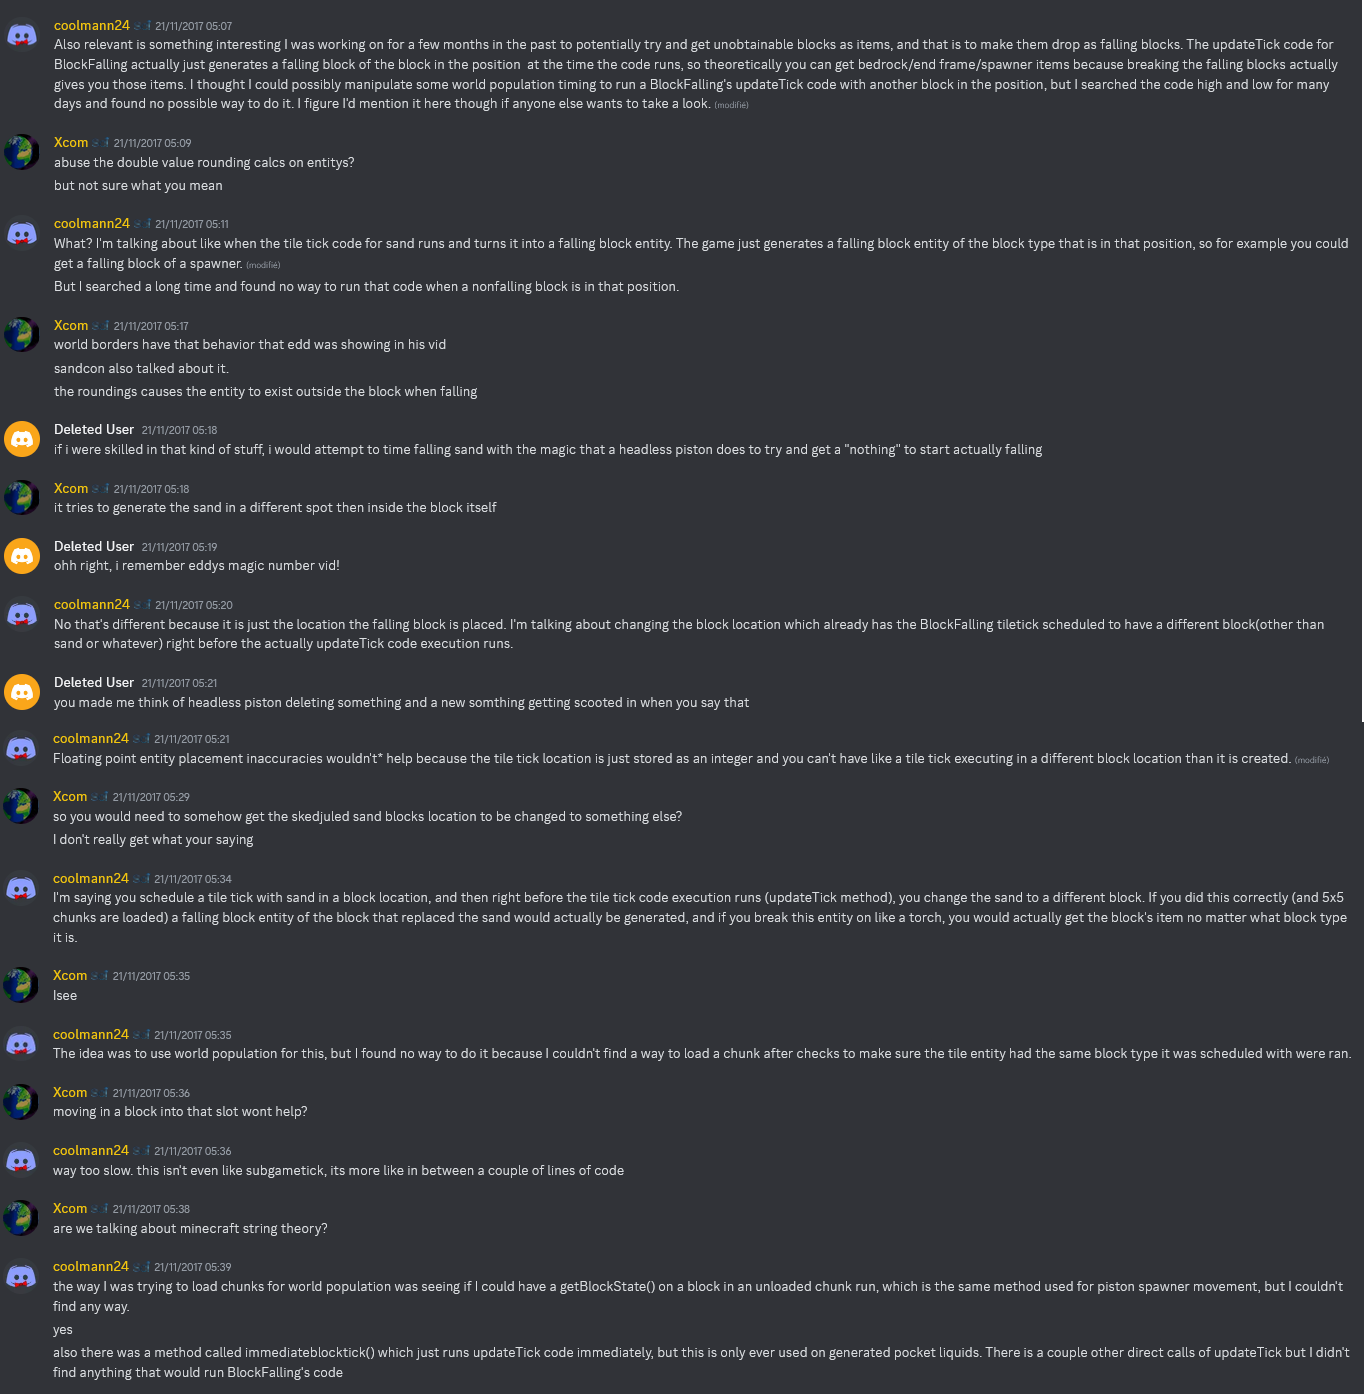 coolmann24 21/11/2017 05:07
Also relevant is something interesting I was working on for a few months in the past to potentially try and get unobtainable blocks as items, and that is to make them drop as falling blocks. The updateTick code for
BlockFalling actually just generates a falling block of the block in the position at the time the code runs, so theoretically you can get bedrock/end frame/spawner items because breaking the falling blocks actually
gives you those items. I thought I could possibly manipulate some world population timing to run a BlockFalling's updateTick code with another block in the position, but I searched the code high and low for many
days and found no possible way to do it. I figure I'd mention it here though if anyone else wants to take a look. (modifié)
Xcom 21/11/2017 05:09
abuse the double value rounding calcs on entitys?
but not sure what you mean
coolmann24 21/11/2017 05:11
What? I'm talking about like when the tile tick code for sand runs and turns it into a falling block entity. The game just generates a falling block entity of the block type that is in that position, so for example you could
get a falling block of a spawner. (modifié)
But I searched a long time and found no way to run that code when a nonfalling block is in that position.
Xcom 21/11/2017 05:17
world borders have that behavior that edd was showing in his vid
sandcon also talked about it.
the roundings causes the entity to exist outside the block when falling
Deleted User 21/11/2017 05:18
if i were skilled in that kind of stuff, i would attempt to time falling sand with the magic that a headless piston does to try and get a "nothing" to start actually falling
Xcom 21/11/2017 05:18
it tries to generate the sand in a different spot then inside the block itself
Deleted User 21/11/2017 05:19
ohh right, i remember eddys magic number vid!
coolmann24 21/11/2017 05:20
No that's different because it is just the location the falling block is placed. I'm talking about changing the block location which already has the BlockFalling tiletick scheduled to have a different block(other than
sand or whatever) right before the actually updateTick code execution runs.
Deleted User 21/11/2017 05:21
you made me think of headless piston deleting something and a new somthing getting scooted in when you say that
coolmann24 21/11/2017 05:21
Floating point entity placement inaccuracies wouldn't* help because the tile tick location is just stored as an integer and you can't have like a tile tick executing in a different block location than it is created. (modifié)
Xcom 21/11/2017 05:29
so you would need to somehow get the skedjuled sand blocks location to be changed to something else?
I don't really get what your saying
coolmann24 21/11/2017 05:34
I'm saying you schedule a tile tick with sand in a block location, and then right before the tile tick code execution runs (updateTick method), you change the sand to a different block. If you did this correctly (and 5x5
chunks are loaded) a falling block entity of the block that replaced the sand would actually be generated, and if you break this entity on like a torch, you would actually get the block's item no matter what block type
it is.
Xcom 21/11/2017 05:35
Isee
coolmann24 21/11/2017 05:35
The idea was to use world population for this, but I found no way to do it because I couldn't find a way to load a chunk after checks to make sure the tile entity had the same block type it was scheduled with were ran.
Xcom 21/11/2017 05:36
moving in a block into that slot wont help?
coolmann24 21/11/2017 05:36
way too slow. this isn't even like subgametick, its more like in between a couple of lines of code
Xcom 21/11/2017 05:38
are we talking about minecraft string theory?
coolmann24 21/11/2017 05:39
the way I was trying to load chunks for world population was seeing if I could have a getBlockState() on a block in an unloaded chunk run, which is the same method used for piston spawner movement, but I couldn't
find any way.
yes
also there was a method called immediateblocktick() which just runs updateTick code immediately, but this is only ever used on generated pocket liquids. There is a couple other direct calls of updateTick but I didn't
find anything that would run BlockFalling's code